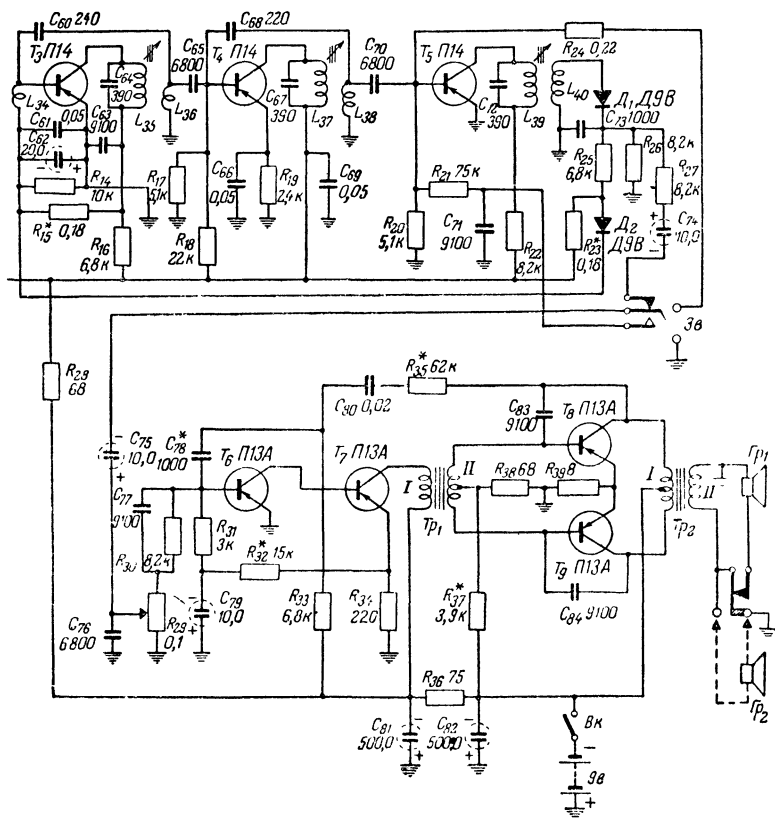 C60 240
C68 220
T3 П14
C65 6800
T4 П14
C70 6800
T5 П14
R24 0,22
C64 390
L34
L35
L36
C67 390
L37
L38
C72 390
L39
L40
Д1 Д9В
C73 1000
C61 0,05
C63 9100
C62 20,0
+
R14 10к
R15* 0,18
R16 6,8к
R17 5,1к
R18 22к
C66 0,05
R19 2,4к
C69 0,05
R20 5,1к
R21 75к
C71 9100
R22 8,2к
R25 6,8к
R26 8,2к
R27 8,2к
Д2 Д9В
R23* 0,18
+ C74 10,0
−
Зв
R29 68
C75 10,0
−
+
C78* 1000
C77 9100
T6 П13А
T7 П13А
C80 0,02
R35* 62к
C83 9100
T8 П13А
I
II
Тр1
R38 68
R39 8
T9 П13А
C84 9100
I
II
Тр2
Гр1
R30 8,2к
R31 3к
R32* 15к
C76 6800
R29 0,1
− C79 10,0
+
R33 6,8к
R34 220
R37* 3,9к
R36 75
C81 500,0
− +
C82 500,0
− +
Вк
−
9в
+
Гр2